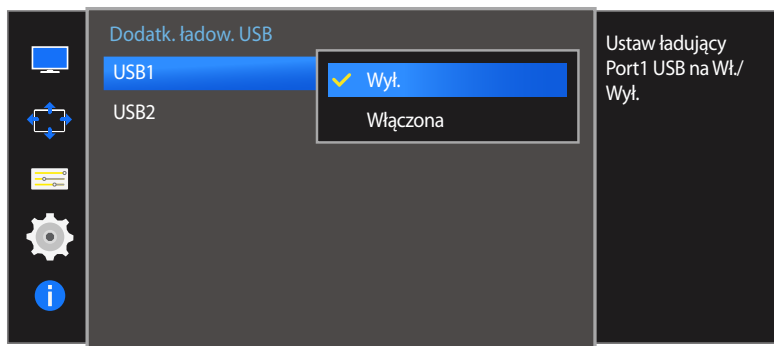 Dodatk. ładow. USB
USB1
Wył.
USB2
Włączona
Ustaw ładujący
Port1 USB na Wł./
Wył.